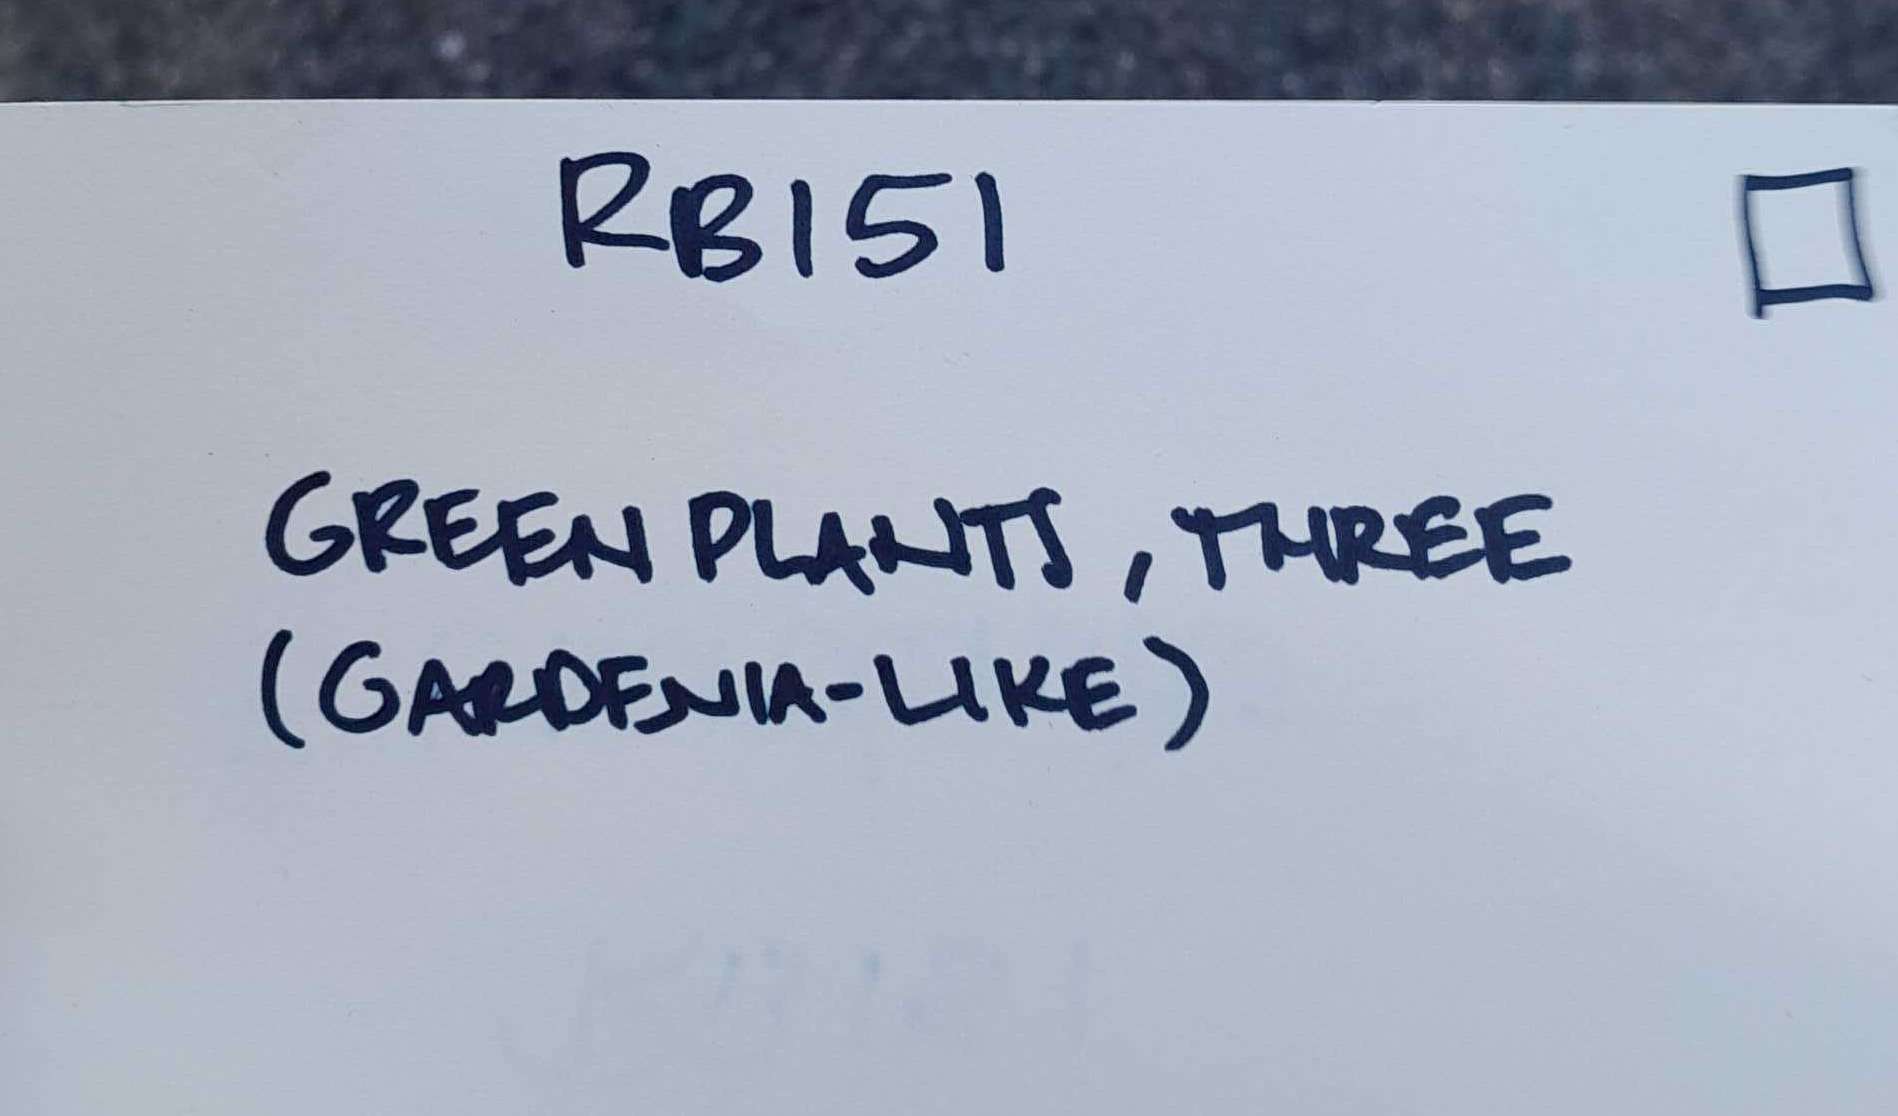 RB151
GREEN PLANTS, THREE
(GARDENIA-LIKE)